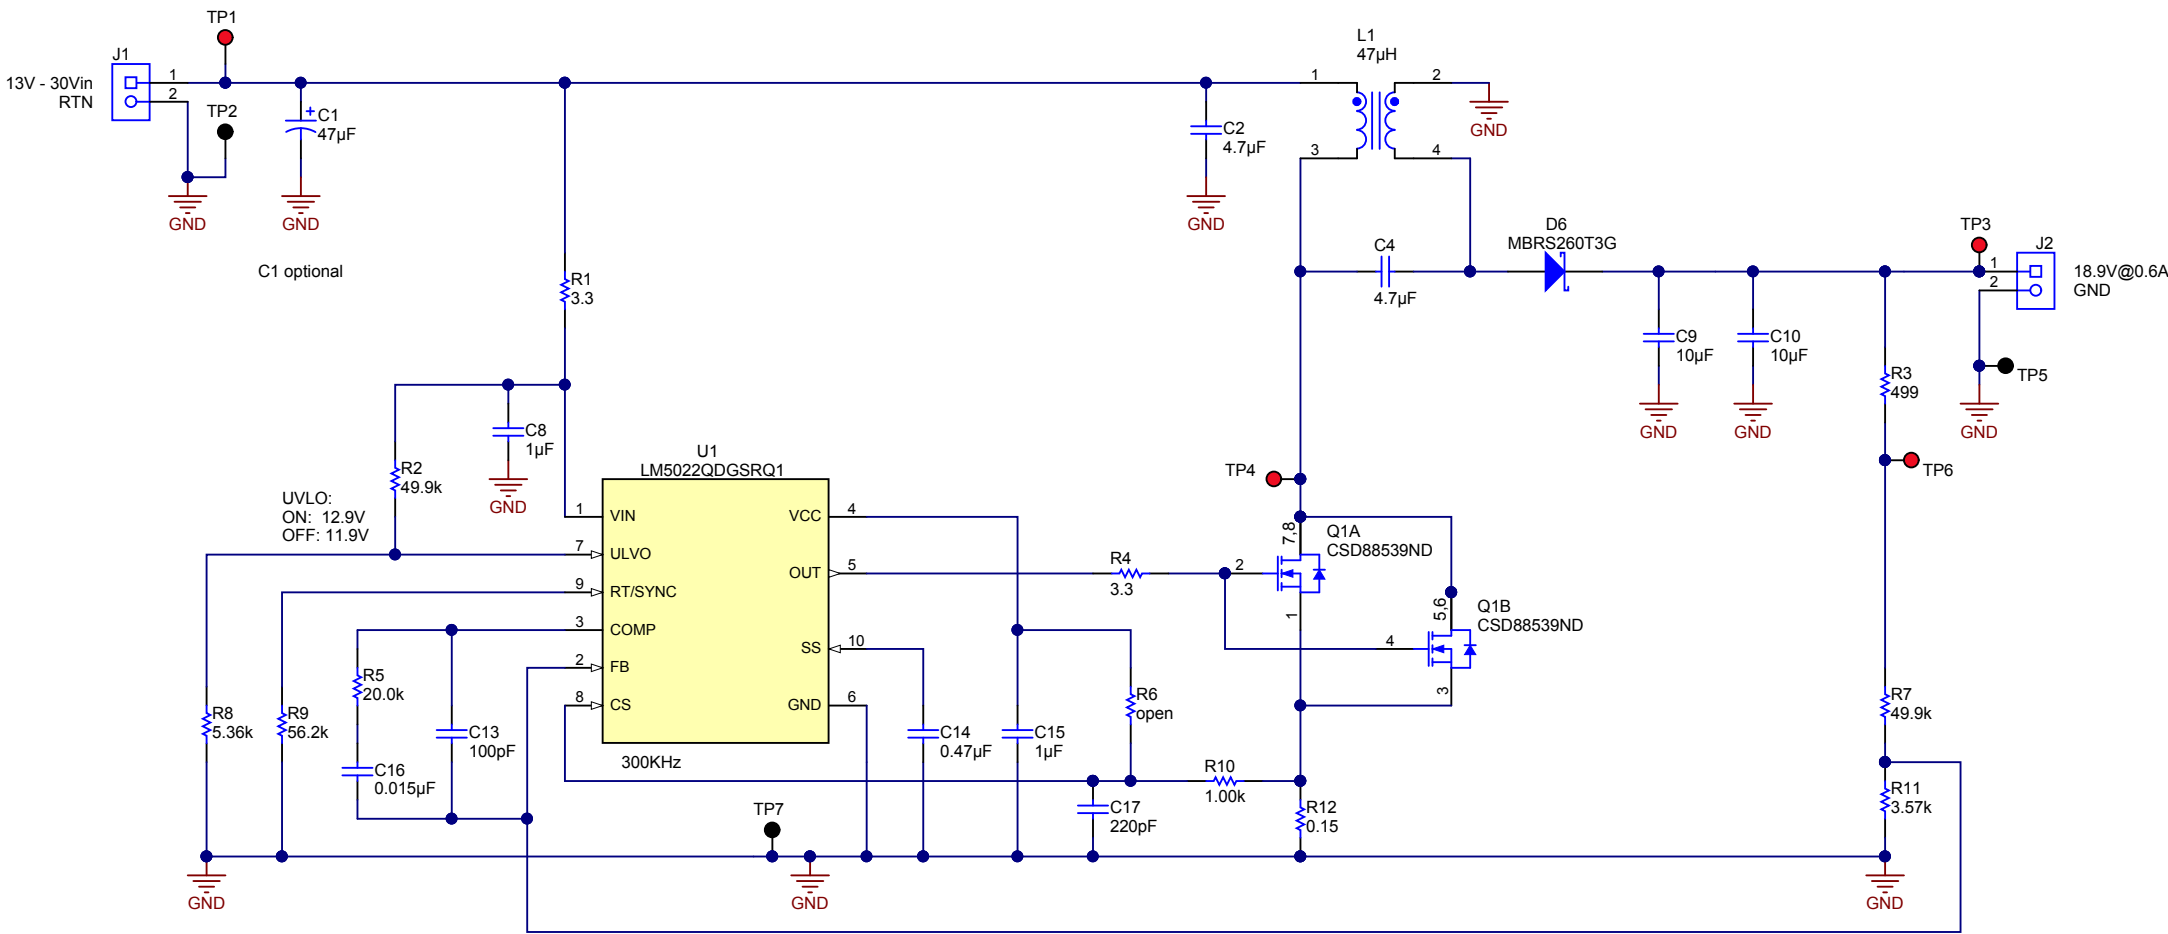 TP1
J1
13V - 30Vin
RTN
1
2
TP2
+
C1
47µF
GND
GND
C1 optional
R1
3.3
C2
4.7µF
GND
L1
47µH
1
2
3
4
GND
C4
4.7µF
D6
MBRS260T3G
TP3
J2
1
2
18.9V@0.6A
GND
C9
10µF
C10
10µF
GND
GND
R3
499
TP5
GND
TP6
C8
1µF
GND
R2
49.9k
UVLO:
ON: 12.9V
OFF: 11.9V
U1
LM5022QDGSRQ1
1
VIN
7
ULVO
9
RT/SYNC
3
COMP
2
FB
8
CS
VCC
4
OUT
5
SS
10
GND
6
300KHz
R4
3.3
TP4
7,8
Q1A
CSD88539ND
2
1
5,6
Q1B
CSD88539ND
4
3
R5
20.0k
R8
5.36k
R9
56.2k
C13
100pF
C16
0.015µF
C14
0.47µF
C15
1µF
R6
open
R10
1.00k
C17
220pF
R12
0.15
R7
49.9k
R11
3.57k
TP7
GND
GND
GND